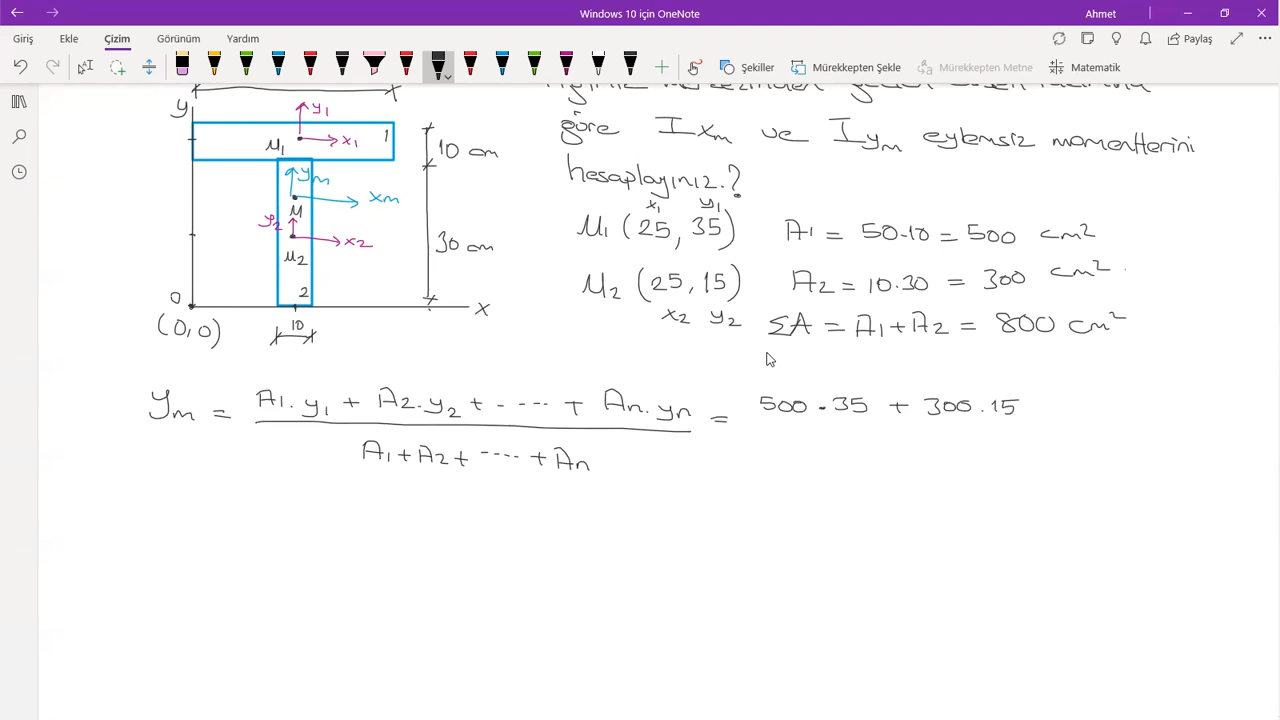 Windows 10 için OneNote
Ahmet
Giriş Ekle Çizim Görünüm Yardım
Paylaş
Şekiller Mürekkepten Şekle Mürekkepten Metne Matematik
göre Ixm ve Iym eylemsiz momentlerini
hesaplayınız.?
y
y1
x1
M1
1
10 cm
ym
xm
M
y2
x2
M2
2
30 cm
0
(0,0)
x
10
x1 y1
M1 (25, 35) A1 = 50.10 = 500 cm²
M2 (25, 15) A2 = 10.30 = 300 cm²
x2 y2
ΣA = A1+A2 = 800 cm²
ym = A1.y1 + A2.y2 + ..... + An.yn = 500.35 + 300.15
A1+A2+ ..... +An